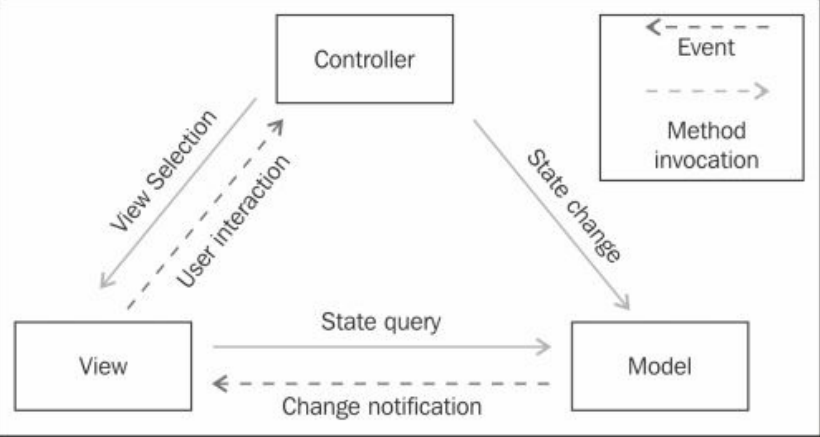 Controller
Event
Method
invocation
View Selection
User interaction
State change
State query
View
Model
Change notification